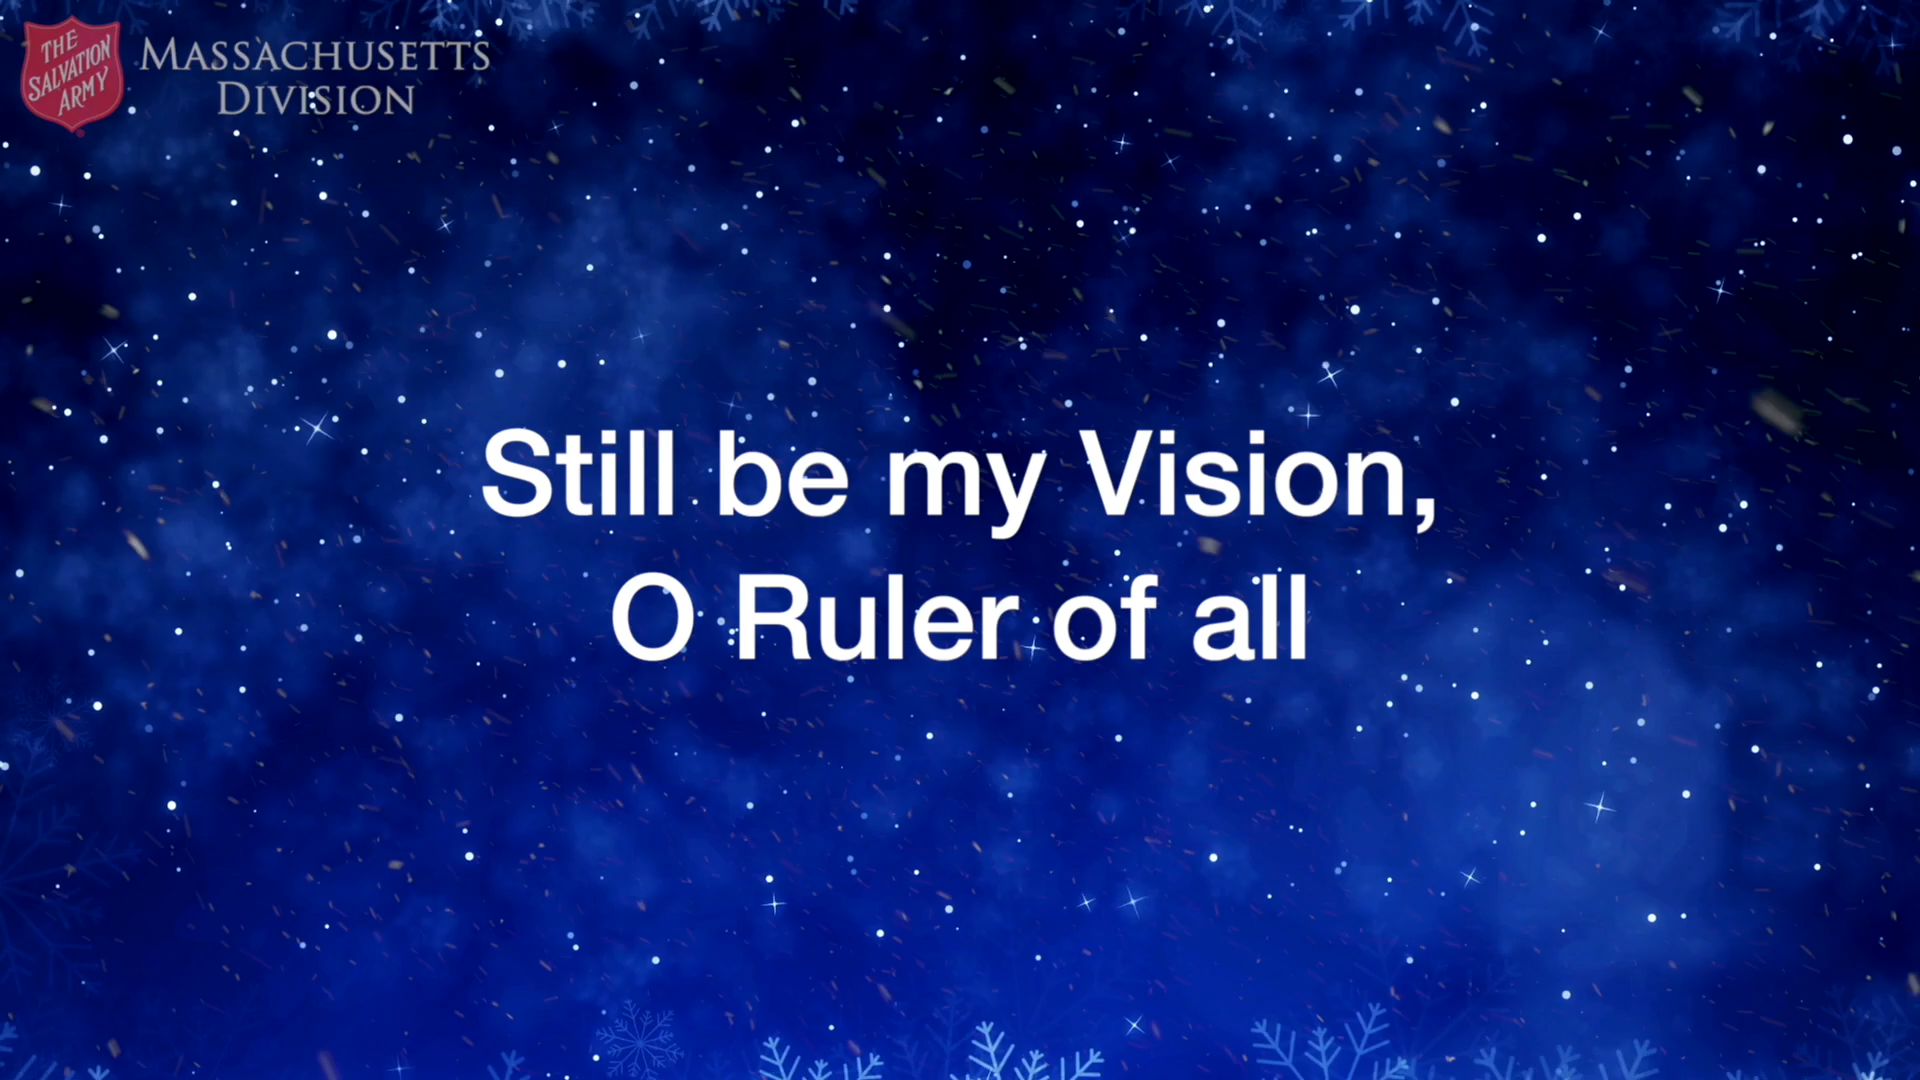 THE
SALVATION
ARMY
MASSACHUSETTS
DIVISION
Still be my Vision,
O Ruler of all